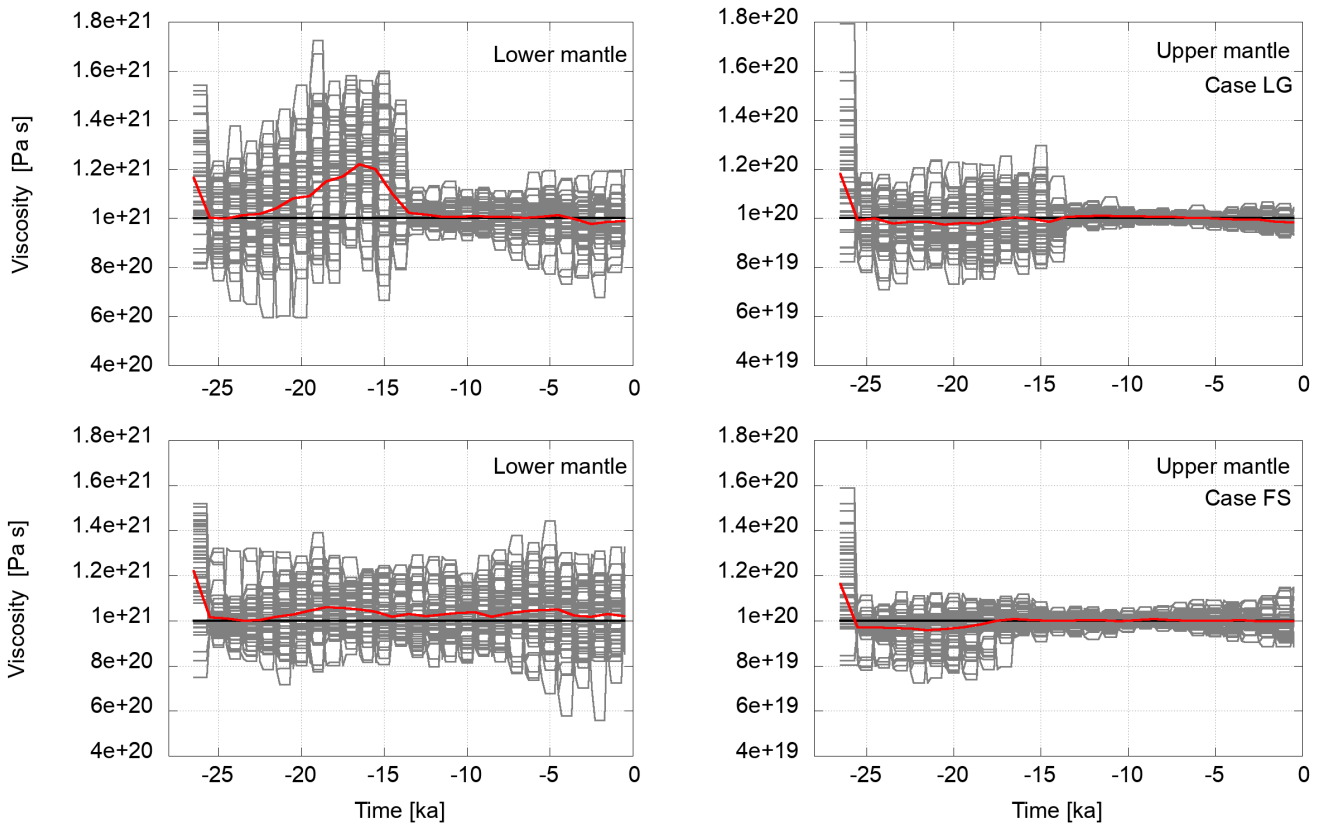 1.8e+21
1.6e+21
1.4e+21
1.2e+21
1e+21
8e+20
6e+20
4e+20
Viscosity [Pa s]
Lower mantle
-25 -20 -15 -10 -5 0
1.8e+20
1.6e+20
1.4e+20
1.2e+20
1e+20
8e+19
6e+19
4e+19
Upper mantle
Case LG
-25 -20 -15 -10 -5 0
1.8e+21
1.6e+21
1.4e+21
1.2e+21
1e+21
8e+20
6e+20
4e+20
Viscosity [Pa s]
Lower mantle
-25 -20 -15 -10 -5 0
Time [ka]
1.8e+20
1.6e+20
1.4e+20
1.2e+20
1e+20
8e+19
6e+19
4e+19
Upper mantle
Case FS
-25 -20 -15 -10 -5 0
Time [ka]